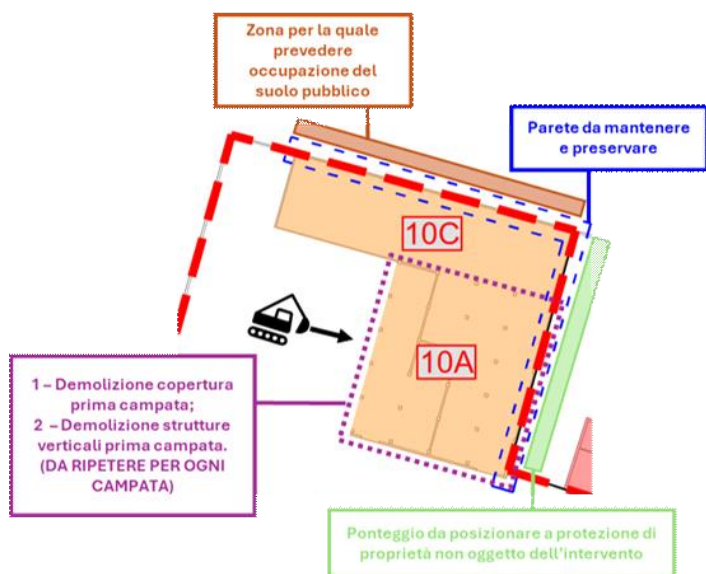 Zona per la quale
prevedere
occupazione del
suolo pubblico
Parete da mantenere
e preservare
10C
10A
1 – Demolizione copertura
prima campata;
2 – Demolizione strutture
verticali prima campata.
(DA RIPETERE PER OGNI
CAMPATA)
Ponteggio da posizionare a protezione di
proprietà non oggetto dell'intervento